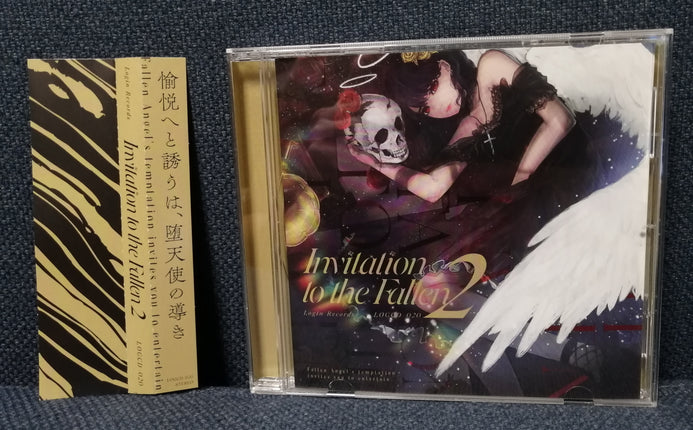 愉悦へと誘うは、堕天使の導き
Fallen Angel's temptation invites you to entertain
Login Records
Invitation to the Fallen 2
LOGCD 020
STEREO
Invitation
to the Fallen 2
Login Records LOGCD 020
Fallen Angel's temptation
invites you to entertain